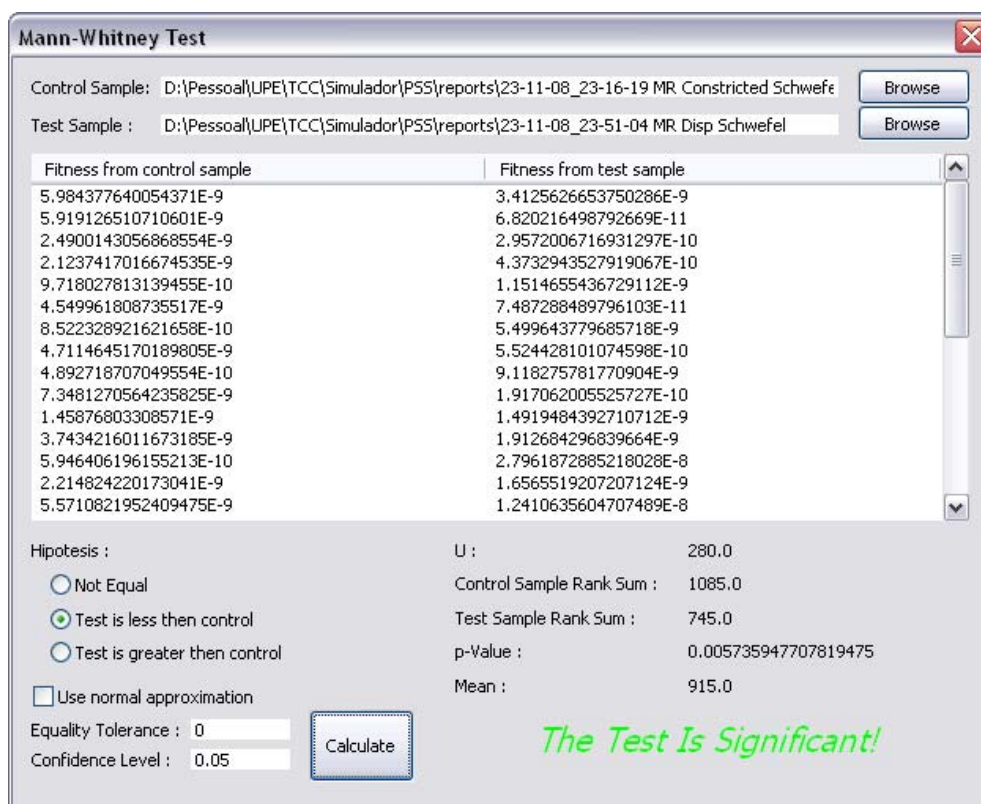 Mann-Whitney Test
Control Sample: D:\Pessoal\UPE\TCC\Simulador\PSS\reports\23-11-08_23-16-19 MR Constricted Schwefe Browse
Test Sample : D:\Pessoal\UPE\TCC\Simulador\PSS\reports\23-11-08_23-51-04 MR Disp Schwefel Browse
Fitness from control sample Fitness from test sample
5.984377640054371E-9 3.4125626653750286E-9
5.919126510710601E-9 6.820216498792669E-11
2.4900143056868554E-9 2.9572006716931297E-10
2.1237417016674535E-9 4.3732943527919067E-10
9.718027813139455E-10 1.1514655436729112E-9
4.549961808735517E-9 7.487288489796103E-11
8.522328921621658E-10 5.499643779685718E-9
4.7114645170189805E-9 5.524428101074598E-10
4.892718707049554E-10 9.118275781770904E-9
7.3481270564235825E-9 1.917062005525727E-10
1.45876803308571E-9 1.4919484392710712E-9
3.7434216011673185E-9 1.912684296839664E-9
5.946406196155213E-10 2.7961872885218028E-8
2.214824220173041E-9 1.6565519207207124E-9
5.5710821952409475E-9 1.2410635604707489E-8
Hipotesis :
Not Equal
Test is less then control
Test is greater then control
Use normal approximation
Equality Tolerance : 0
Confidence Level : 0.05
Calculate
U : 280.0
Control Sample Rank Sum : 1085.0
Test Sample Rank Sum : 745.0
p-Value : 0.005735947707819475
Mean : 915.0
The Test Is Significant!